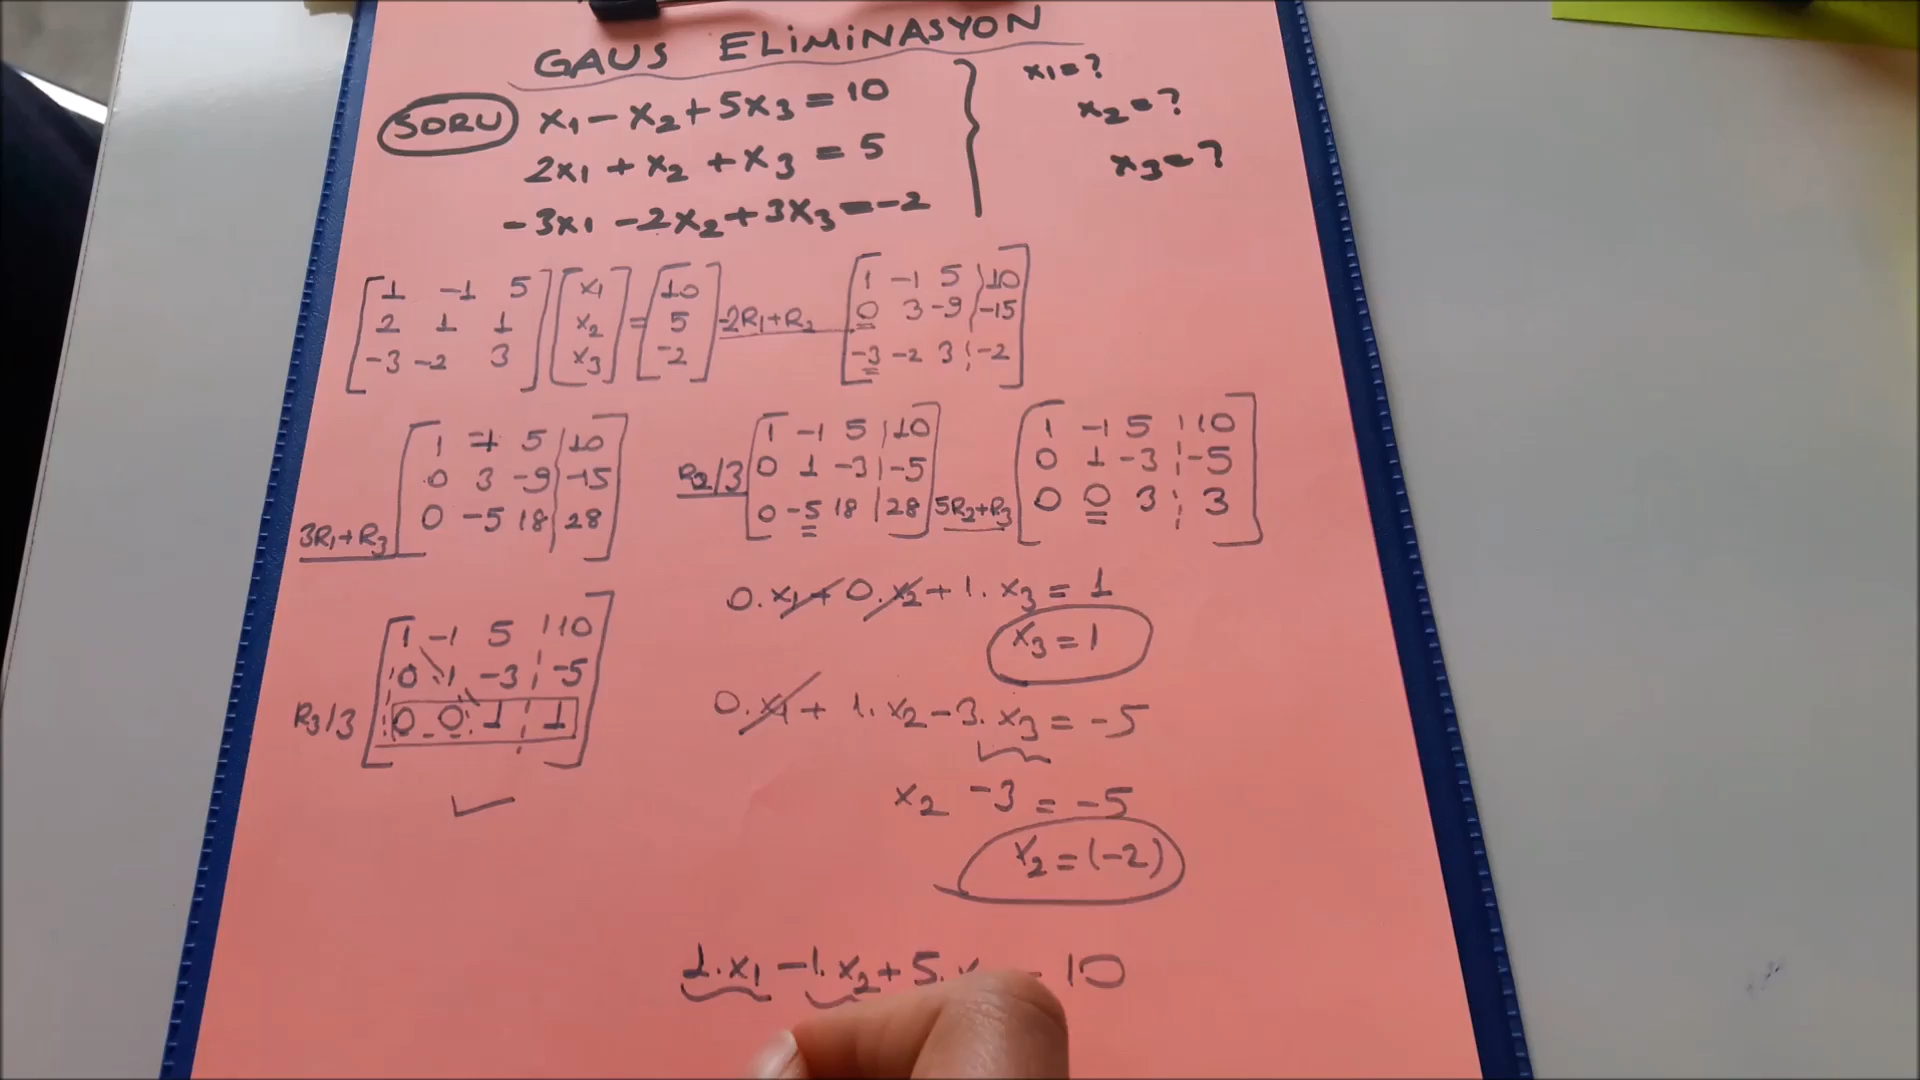 GAUS ELİMİNASYON
SORU x1 - x2 + 5x3 = 10
2x1 + x2 + x3 = 5
-3x1 - 2x2 + 3x3 = -2
x1 = ?
x2 = ?
x3 = ?
1 -1 5 x1 10
2 1 1 x2 = 5
-3 -2 3 x3 -2
-2R1+R2
1 -1 5 10
0 3 -9 -15
-3 -2 3 -2
3R1+R3
1 -1 5 10
0 3 -9 -15
0 -5 18 28
R2/3
1 -1 5 10
0 1 -3 -5
0 -5 18 28
5R2+R3
1 -1 5 10
0 1 -3 -5
0 0 3 3
R3/3
1 -1 5 10
0 1 -3 -5
0 0 1 1
0.x1 + 0.x2 + 1.x3 = 1
x3 = 1
0.x1 + 1.x2 - 3.x3 = -5
x2 - 3 = -5
x2 = (-2)
1.x1 - 1.x2 + 5. 10